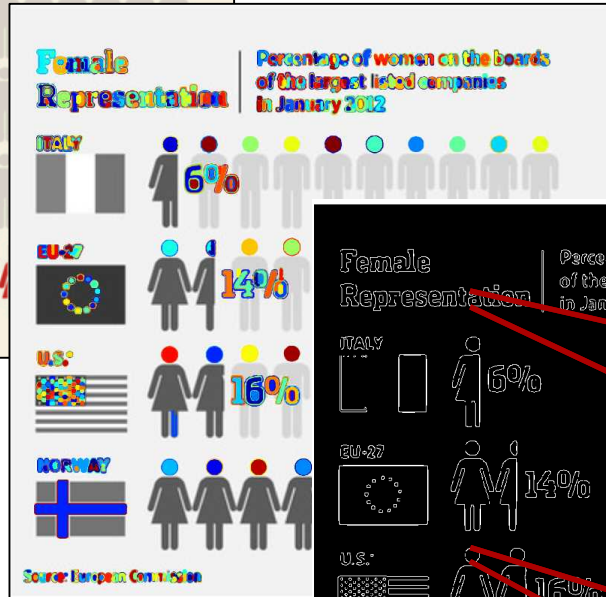 Female
Representation
Percentage of women on the boards
of the largest listed companies
in January 2012
ITALY
6%
EU-27
14%
U.S.*
16%
NORWAY
Source: European Commission
Female
Representation
Perce
of the
in Jan
ITALY
6%
EU-27
14%
U.S.*
16%